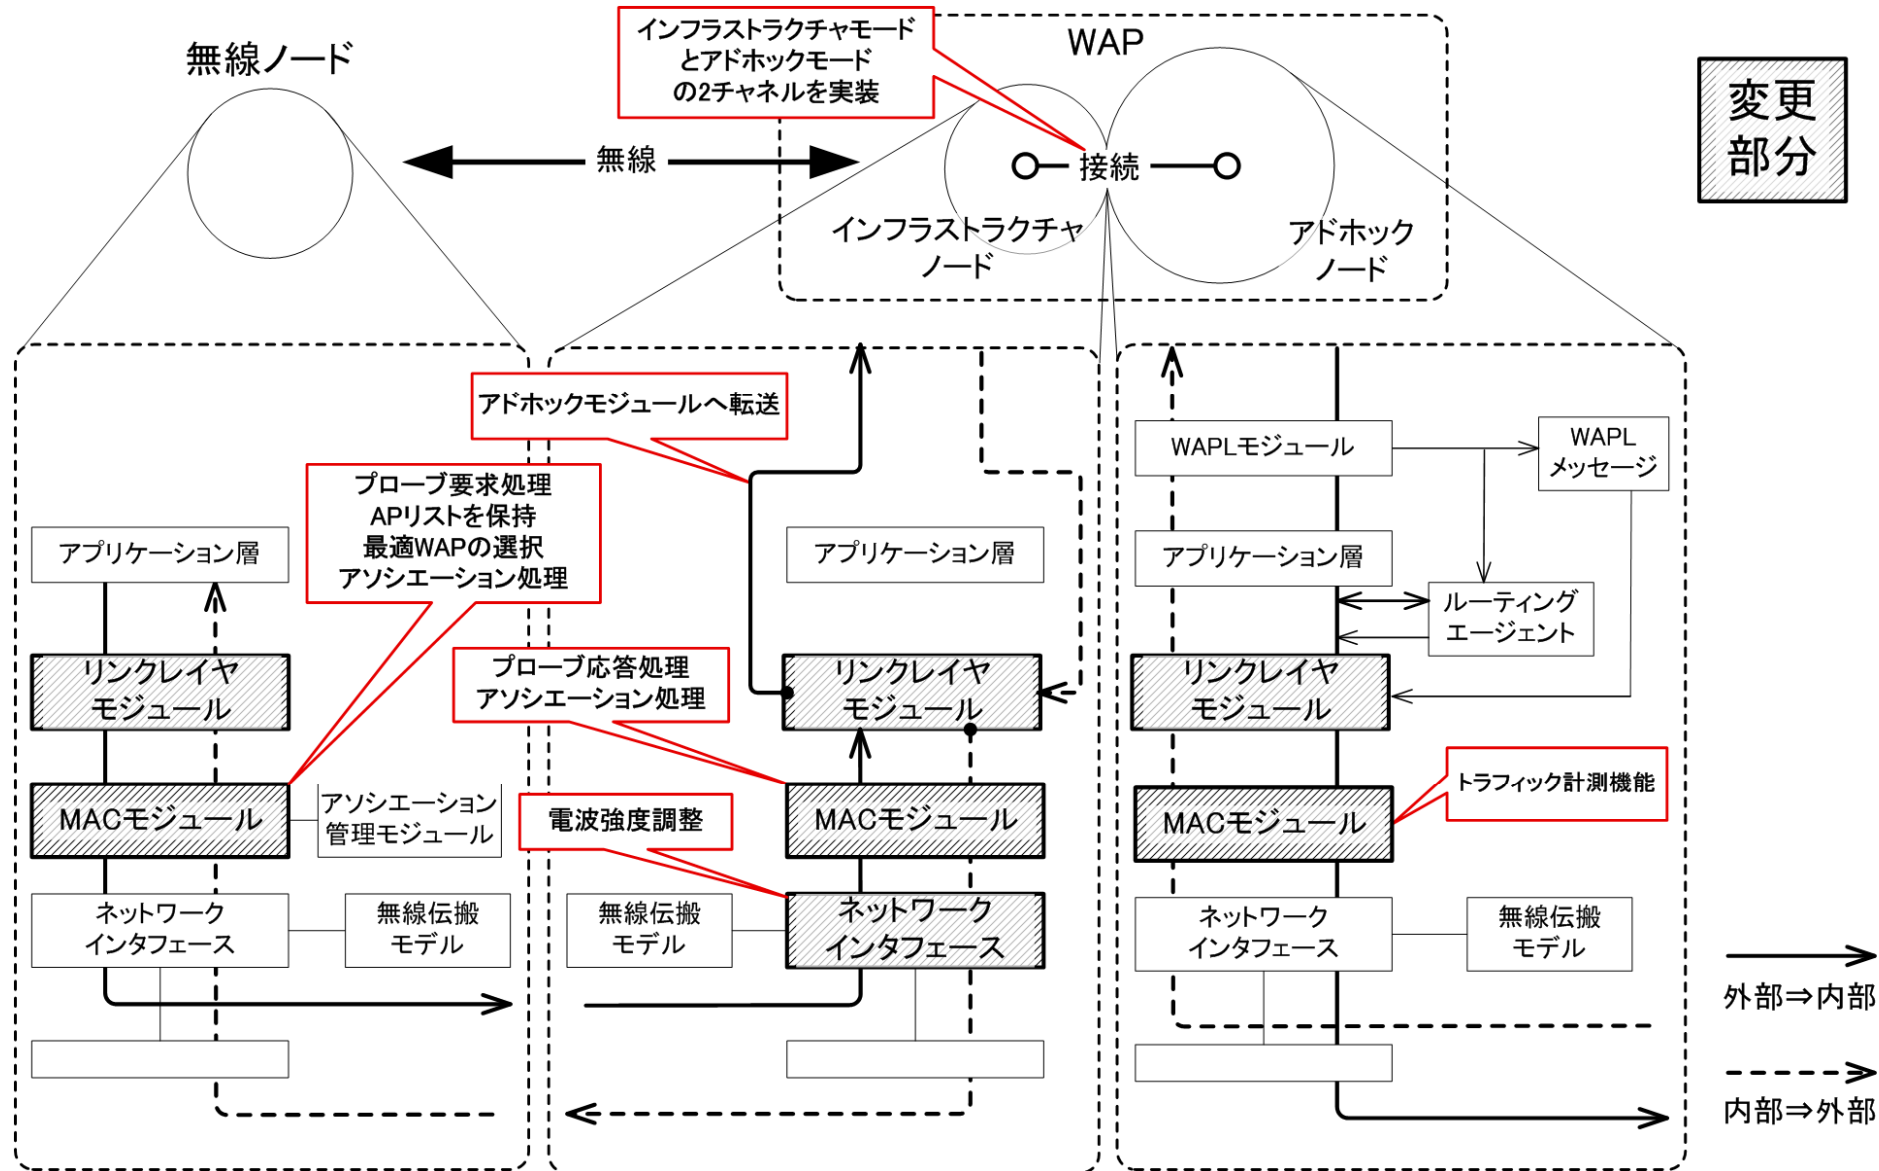 無線ノード
インフラストラクチャモード
とアドホックモード
の2チャネルを実装
WAP
変更
部分
無線
接続
インフラストラクチャ
ノード
アドホック
ノード
アプリケーション層
リンクレイヤ
モジュール
MACモジュール
アソシエーション
管理モジュール
ネットワーク
インタフェース
無線伝搬
モデル
プローブ要求処理
APリストを保持
最適WAPの選択
アソシエーション処理
アドホックモジュールへ転送
アプリケーション層
プローブ応答処理
アソシエーション処理
リンクレイヤ
モジュール
電波強度調整
MACモジュール
無線伝搬
モデル
ネットワーク
インタフェース
WAPLモジュール
WAPL
メッセージ
アプリケーション層
ルーティング
エージェント
リンクレイヤ
モジュール
トラフィック計測機能
MACモジュール
ネットワーク
インタフェース
無線伝搬
モデル
外部⇒内部
内部⇒外部